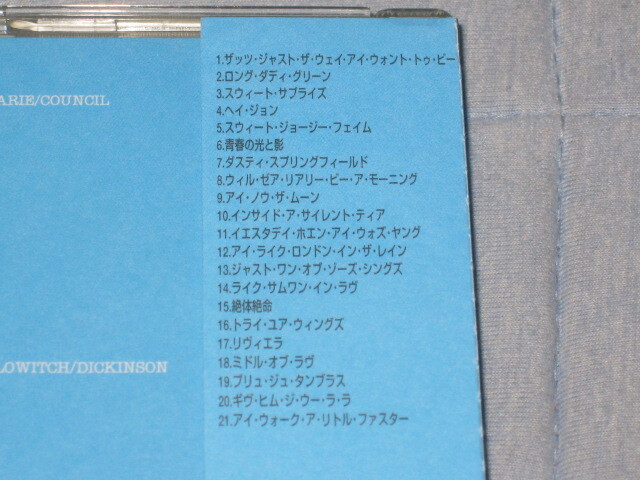 ARIE/COUNCIL
LOWITCH/DICKINSON
1.ザッツ・ジャスト・ザ・ウェイ・アイ・ウォント・トゥ・ビー
2.ロング・ダディ・グリーン
3.スウィート・サプライズ
4.ヘイ・ジョン
5.スウィート・ジョージー・フェイム
6.青春の光と影
7.ダスティ・スプリングフィールド
8.ウィル・ゼア・リアリー・ビー・ア・モーニング
9.アイ・ノウ・ザ・ムーン
10.インサイド・ア・サイレント・ティア
11.イエスタデイ・ホエン・アイ・ウォズ・ヤング
12.アイ・ライク・ロンドン・イン・ザ・レイン
13.ジャスト・ワン・オブ・ゾーズ・シングズ
14.ライク・サムワン・イン・ラヴ
15.絶体絶命
16.トライ・ユア・ウィングズ
17.リヴィエラ
18.ミドル・オブ・ラヴ
19.プリュ・ジュ・タンブラス
20.ギヴ・ヒム・ジ・ウー・ラ・ラ
21.アイ・ウォーク・ア・リトル・ファスター